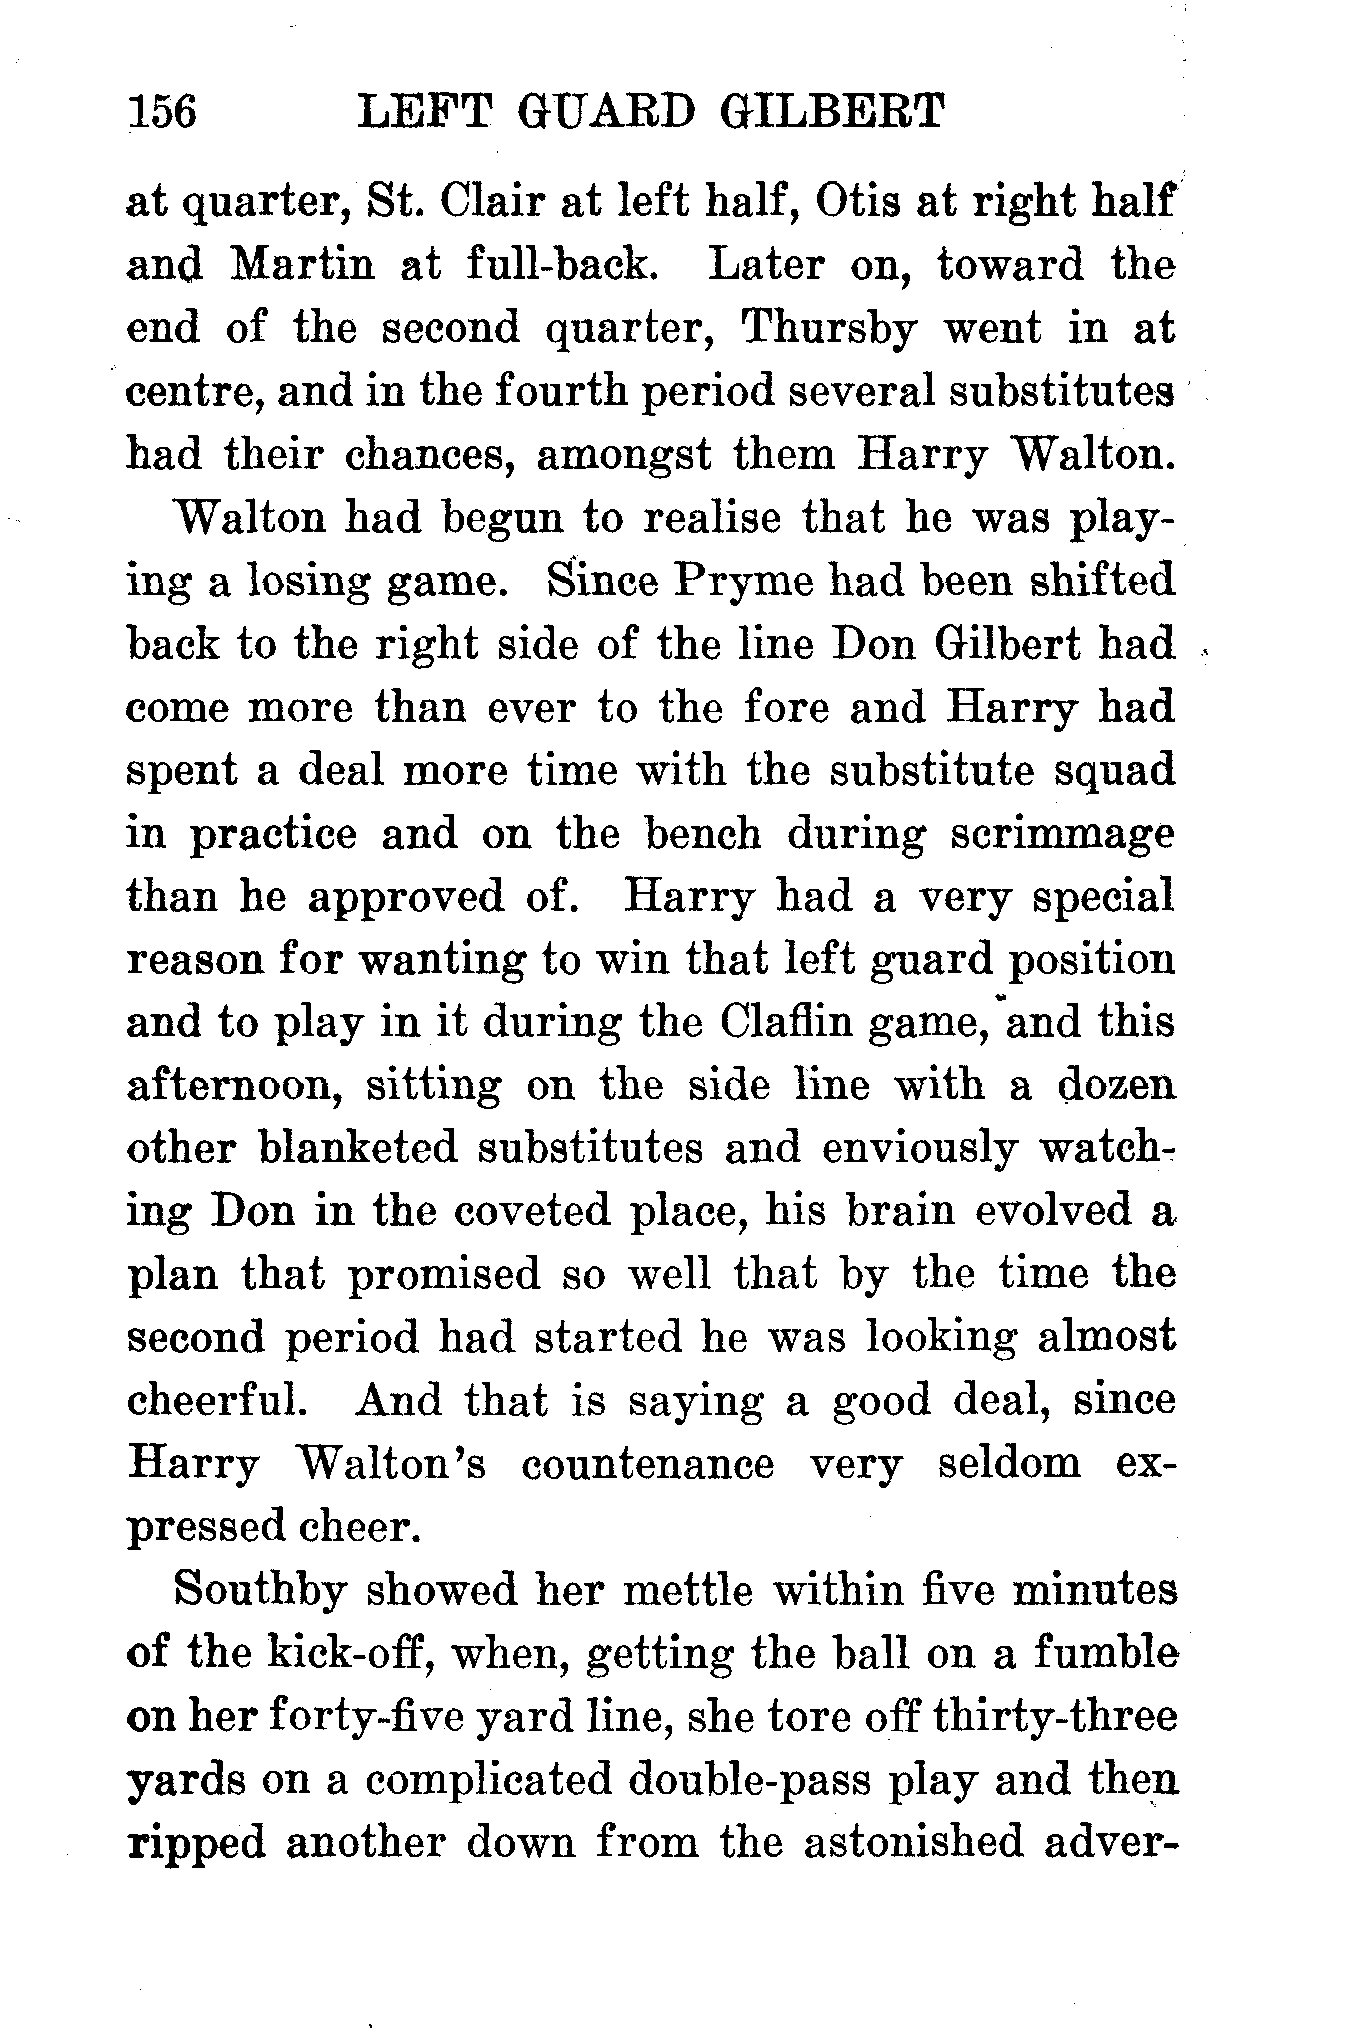 156 LEFT GUARD GILBERT
at quarter, St. Clair at left half, Otis at right half
and Martin at full-back. Later on, toward the
end of the second quarter, Thursby went in at
centre, and in the fourth period several substitutes
had their chances, amongst them Harry Walton.
Walton had begun to realise that he was play-
ing a losing game. Since Pryme had been shifted
back to the right side of the line Don Gilbert had
come more than ever to the fore and Harry had
spent a deal more time with the substitute squad
in practice and on the bench during scrimmage
than he approved of. Harry had a very special
reason for wanting to win that left guard position
and to play in it during the Claflin game, and this
afternoon, sitting on the side line with a dozen
other blanketed substitutes and enviously watch-
ing Don in the coveted place, his brain evolved a
plan that promised so well that by the time the
second period had started he was looking almost
cheerful. And that is saying a good deal, since
Harry Walton's countenance very seldom ex-
pressed cheer.
Southby showed her mettle within five minutes
of the kick-off, when, getting the ball on a fumble
on her forty-five yard line, she tore off thirty-three
yards on a complicated double-pass play and then
ripped another down from the astonished adver-